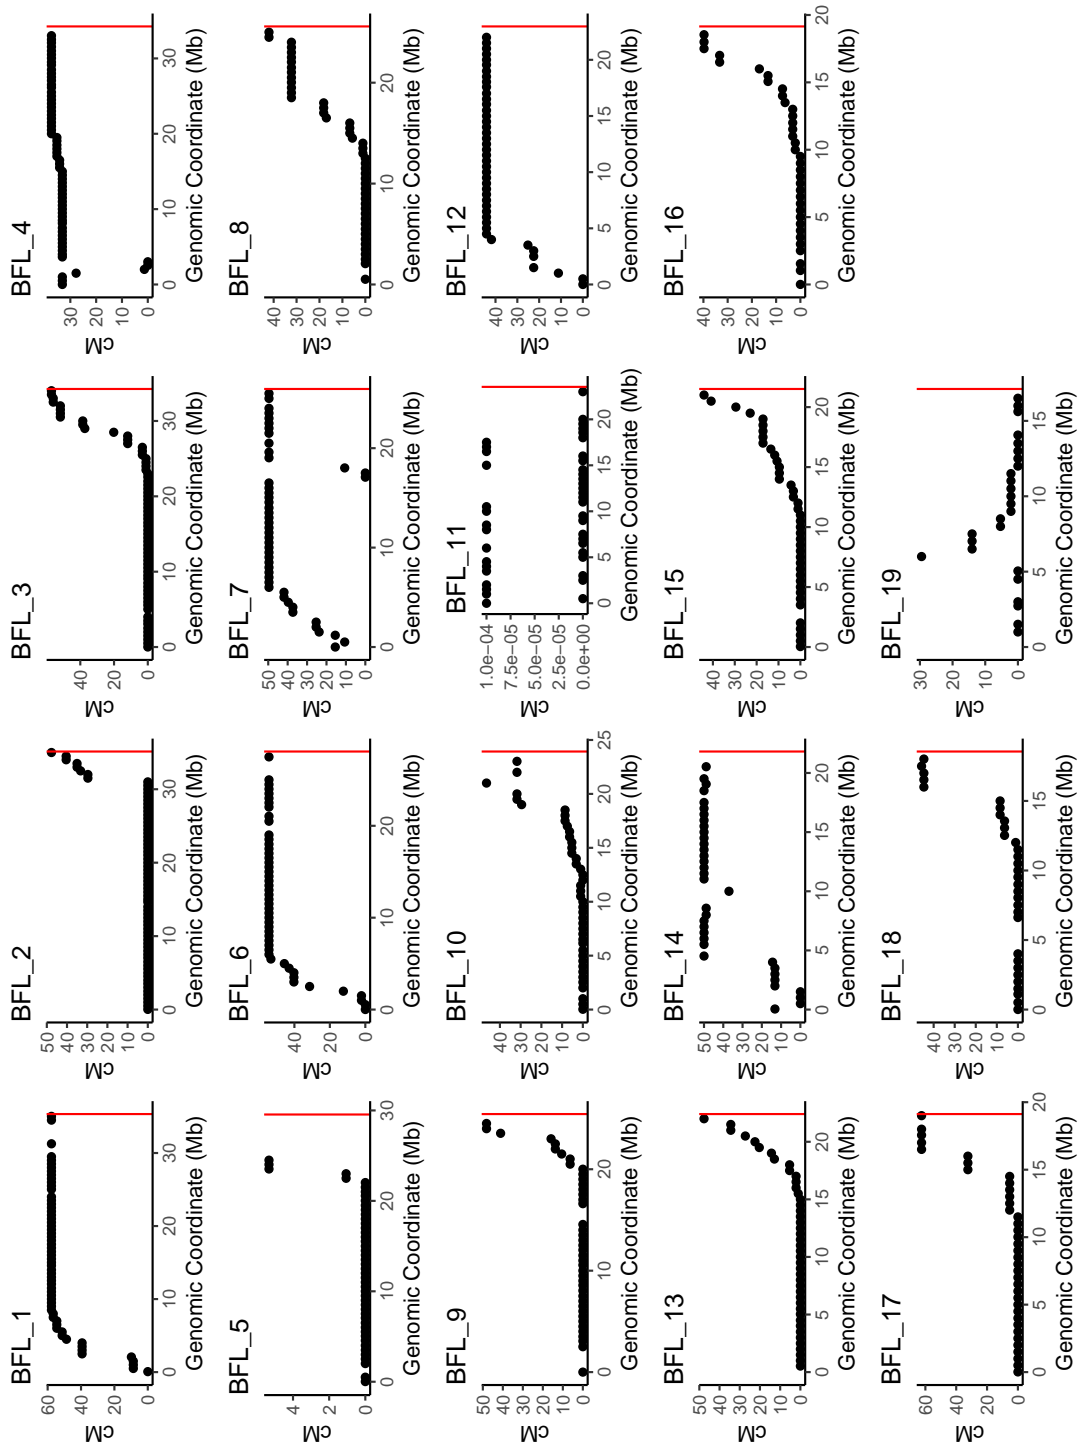 BFL_1
cM
60
40
20
0
0 10 20 30
Genomic Coordinate (Mb)
BFL_2
cM
50
40
30
20
10
0
0 10 20 30
Genomic Coordinate (Mb)
BFL_3
cM
40
20
0
0 10 20 30
Genomic Coordinate (Mb)
BFL_4
cM
30
20
10
0
0 10 20 30
Genomic Coordinate (Mb)
BFL_5
cM
4
2
0
0 10 20 30
Genomic Coordinate (Mb)
BFL_6
cM
40
20
0
0 10 20
Genomic Coordinate (Mb)
BFL_7
cM
50
40
30
20
10
0
0 10 20
Genomic Coordinate (Mb)
BFL_8
cM
40
30
20
10
0
0 10 20
Genomic Coordinate (Mb)
BFL_9
cM
50
40
30
20
10
0
0 5 10 15 20
Genomic Coordinate (Mb)
BFL_10
cM
40
30
20
10
0
0 5 10 15 20 25
Genomic Coordinate (Mb)
BFL_11
cM
1.0e−04
7.5e−05
5.0e−05
2.5e−05
0.0e+00
0 5 10 15 20
Genomic Coordinate (Mb)
BFL_12
cM
40
30
20
10
0
0 5 10 15 20
Genomic Coordinate (Mb)
BFL_13
cM
50
40
30
20
10
0
0 5 10 15 20
Genomic Coordinate (Mb)
BFL_14
cM
50
40
30
20
10
0
0 5 10 15 20
Genomic Coordinate (Mb)
BFL_15
cM
40
30
20
10
0
0 5 10 15 20
Genomic Coordinate (Mb)
BFL_16
cM
40
30
20
10
0
0 5 10 15 20
Genomic Coordinate (Mb)
BFL_17
cM
60
40
20
0
0 5 10 15 20
Genomic Coordinate (Mb)
BFL_18
cM
40
30
20
10
0
0 5 10 15
Genomic Coordinate (Mb)
BFL_19
cM
30
20
10
0
0 5 10 15
Genomic Coordinate (Mb)